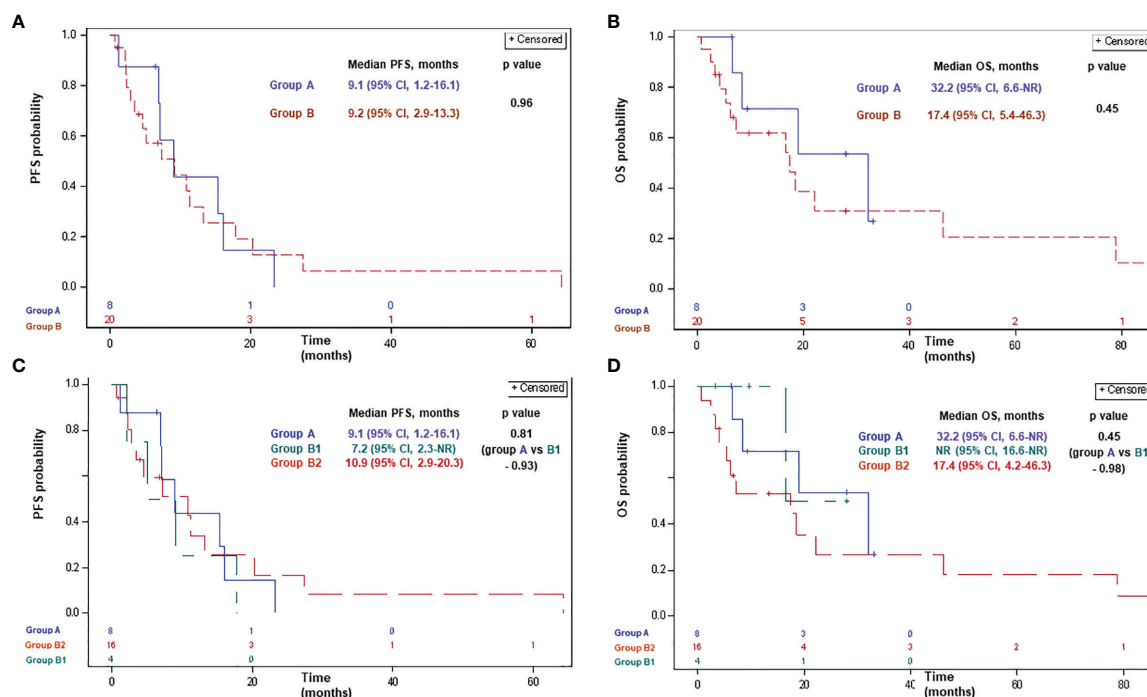 A
+ Censored
Median PFS, months p value
Group A 9.1 (95% CI, 1.2-16.1)
0.96
Group B 9.2 (95% CI, 2.9-13.3)
PFS probability
1.0
0.8
0.6
0.4
0.2
0.0
8 1 0
Group A
20 3 1 1
Group B
0 20 40 60
Time
(months)
B
+ Censored
Median OS, months p value
Group A 32.2 (95% CI, 6.6-NR)
0.45
Group B 17.4 (95% CI, 5.4-46.3)
OS probability
1.0
0.8
0.6
0.4
0.2
0.0
8 3 0
Group A
20 5 3 2 1
Group B
0 20 40 60 80
Time
(months)
C
+ Censored
Median PFS, months p value
Group A 9.1 (95% CI, 1.2-16.1) 0.81
Group B1 7.2 (95% CI, 2.3-NR) (group A vs B1
Group B2 10.9 (95% CI, 2.9-20.3) - 0.93)
PFS probability
1.0
0.8
0.6
0.4
0.2
0.0
Group A 8 1 0
Group B2 16 3 1 1
Group B1 4 0
0 20 40 60
Time
(months)
D
+ Censored
Median OS, months p value
Group A 32.2 (95% CI, 6.6-NR) 0.45
Group B1 NR (95% CI, 16.6-NR) (group A vs B1
Group B2 17.4 (95% CI, 4.2-46.3) - 0.98)
OS probability
1.0
0.8
0.6
0.4
0.2
0.0
Group A 8 3 0
Group B2 16 4 3 2 1
Group B1 4 1 0
0 20 40 60 80
Time
(months)